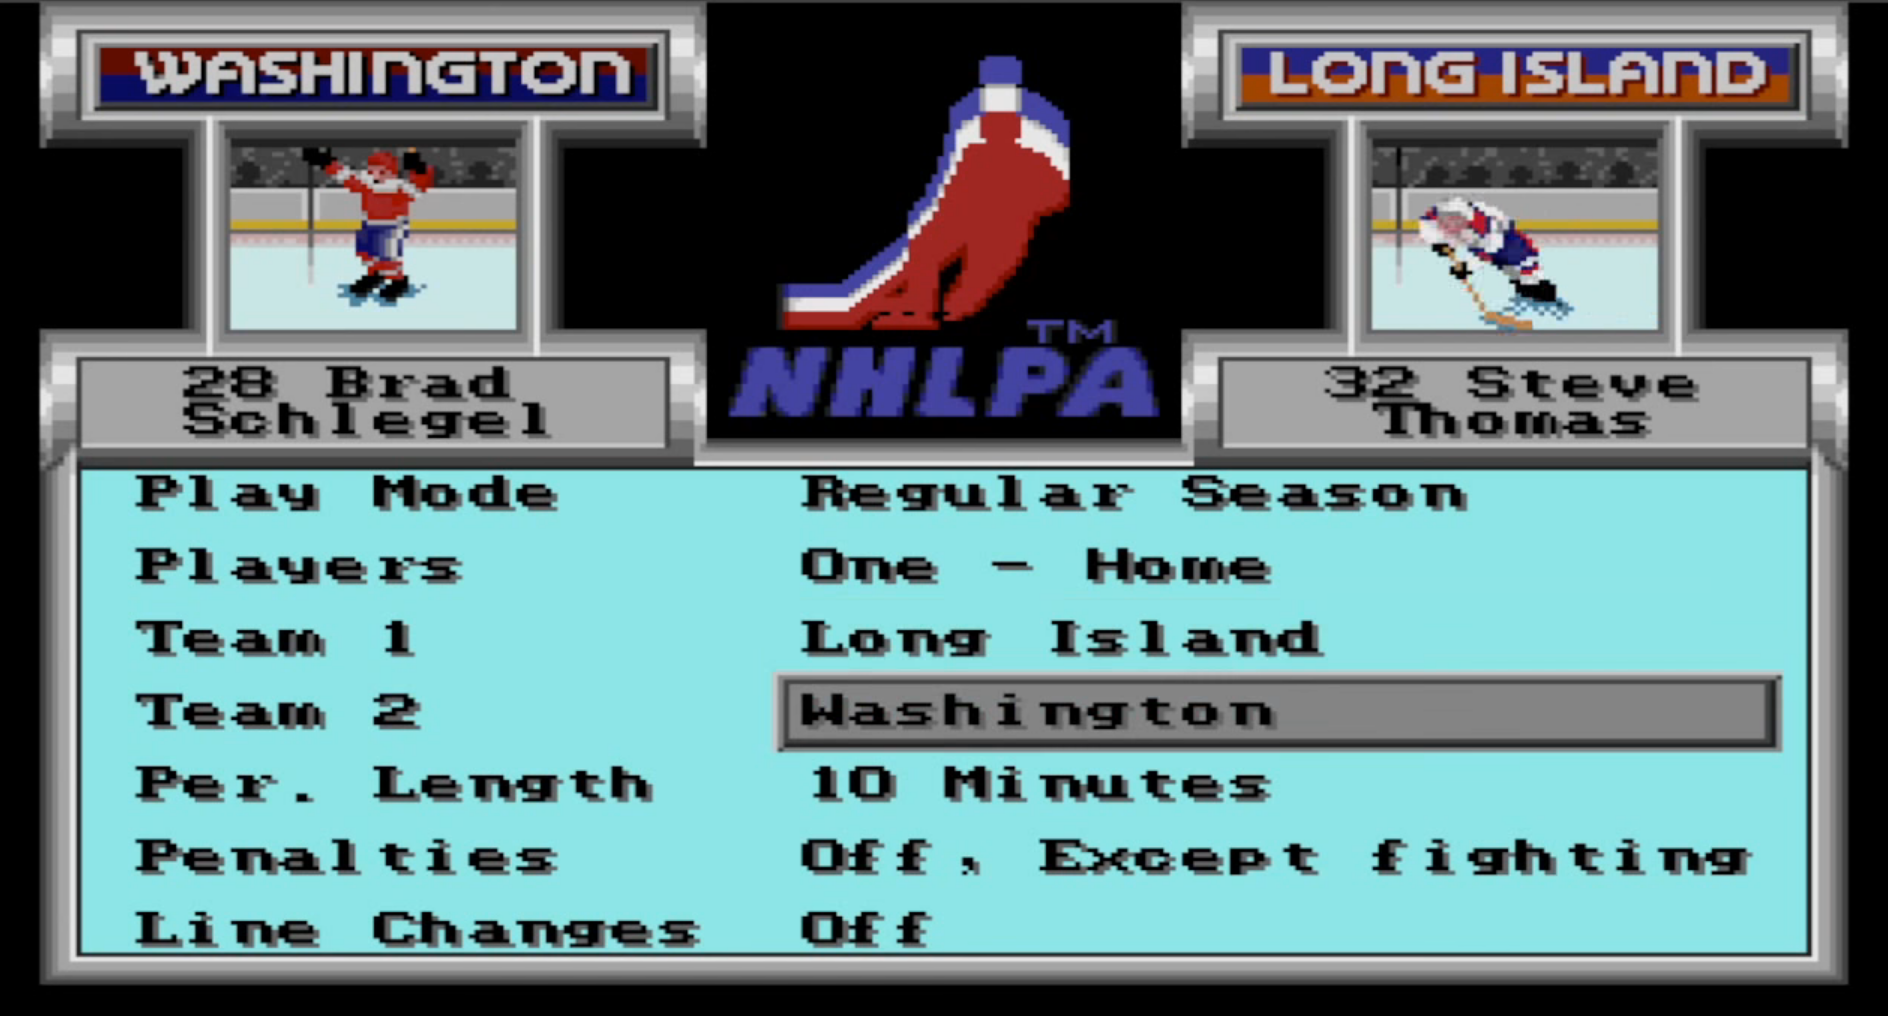 WASHINGTON
LONG ISLAND
TM
NHLPA
28 Brad
Schlegel
32 Steve
Thomas
Play Mode Regular Season
Players One - Home
Team 1 Long Island
Team 2 Washington
Per. Length 10 Minutes
Penalties Off, Except fighting
Line Changes Off